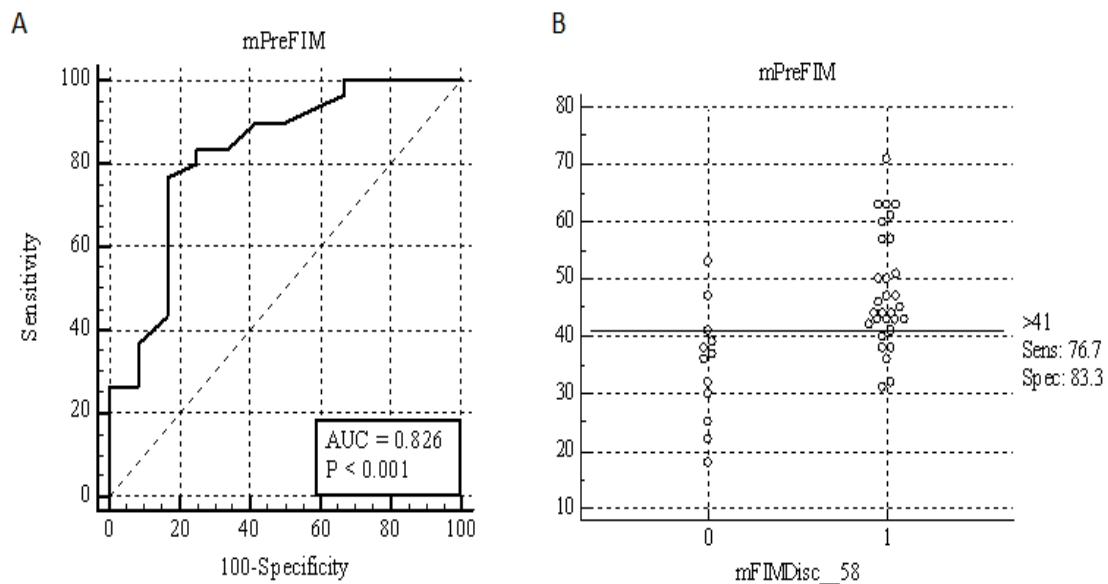 A
mPreFIM
100
80
60
40
20
0
Sensitivity
AUC = 0.826
P < 0.001
0 20 40 60 80 100
100-Specificity
B
mPreFIM
80
70
60
50
40
30
20
10
>41
Sens: 76.7
Spec: 83.3
0 1
mFIMDisc__58